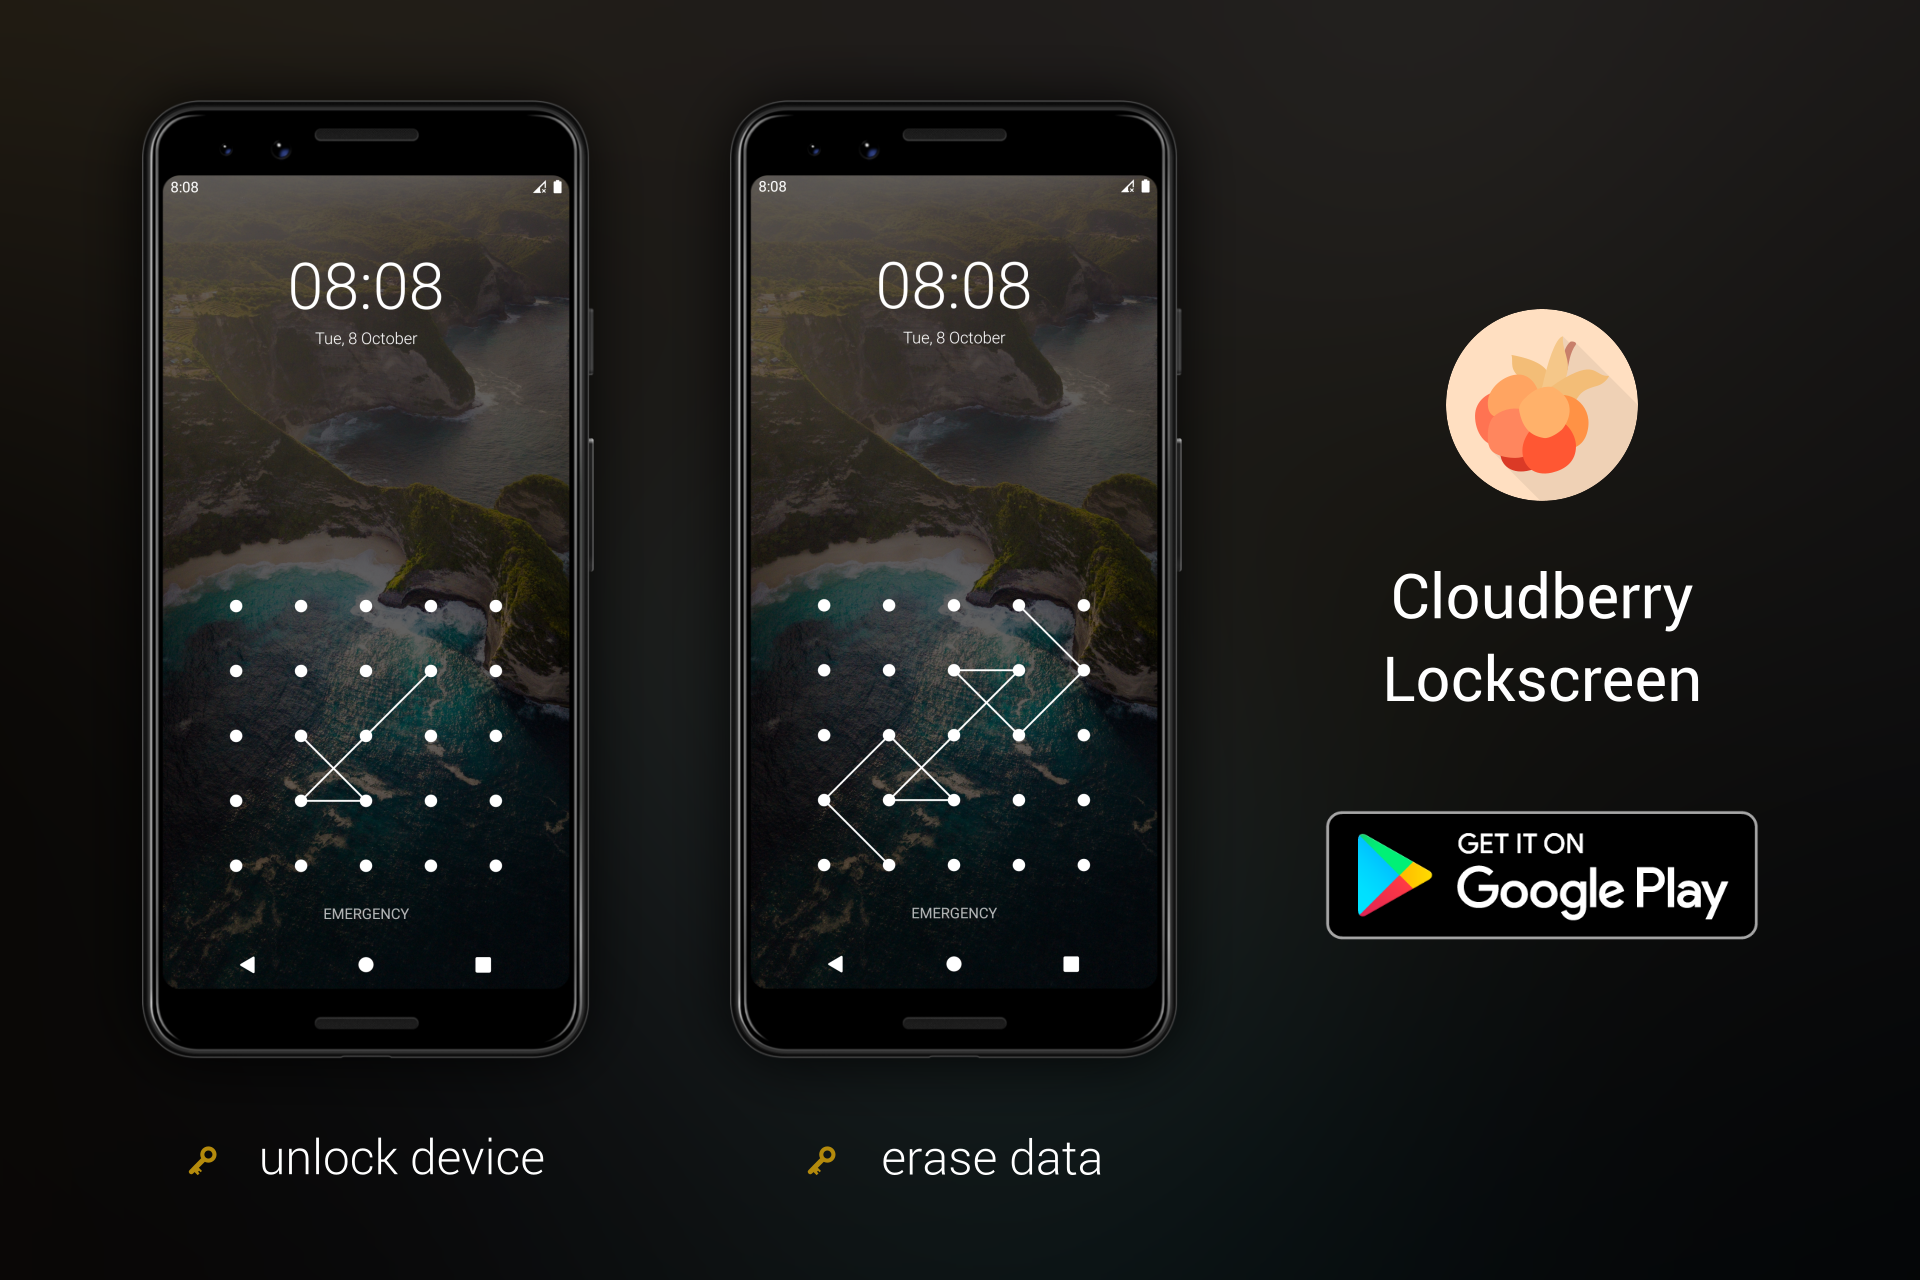 8:08
08:08
Tue, 8 October
EMERGENCY
unlock device
8:08
08:08
Tue, 8 October
EMERGENCY
erase data
Cloudberry
Lockscreen
GET IT ON
Google Play